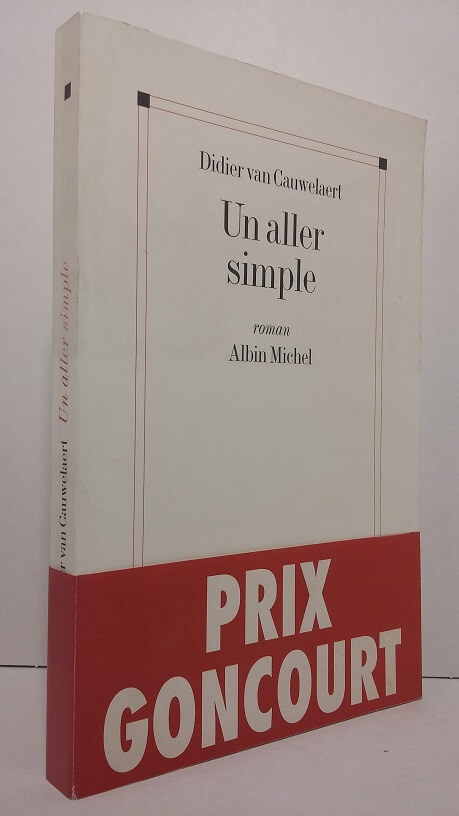 Didier van Cauwelaert
Un aller
simple
roman
Albin Michel
PRIX
GONCOURT
van Cauwelaert Un aller simple